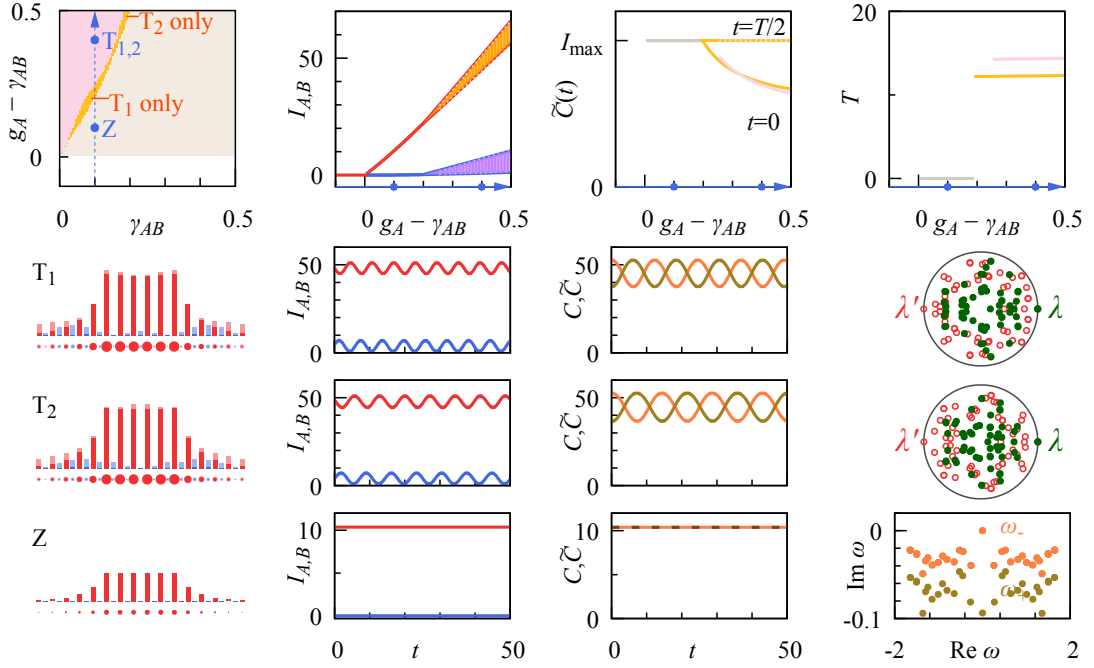 0.5
T₂ only
T₁,₂
T₁ only
Z
g_A − γ_AB
0
0 γ_AB 0.5
50
I_A,B
0
0 g_A − γ_AB 0.5
I_max
t=T/2
C̃(t)
t=0
0
0 g_A − γ_AB 0.5
20
T
0
0 g_A − γ_AB 0.5
T₁
50
I_A,B
0
50
C,C̃
0
λ′ λ
T₂
50
I_A,B
0
50
C,C̃
0
λ′ λ
Z
10
I_A,B
0
0 t 50
10
C,C̃
0
0 t 50
0
ω₋
Im ω
ω₊
-0.1
-2 Re ω 2